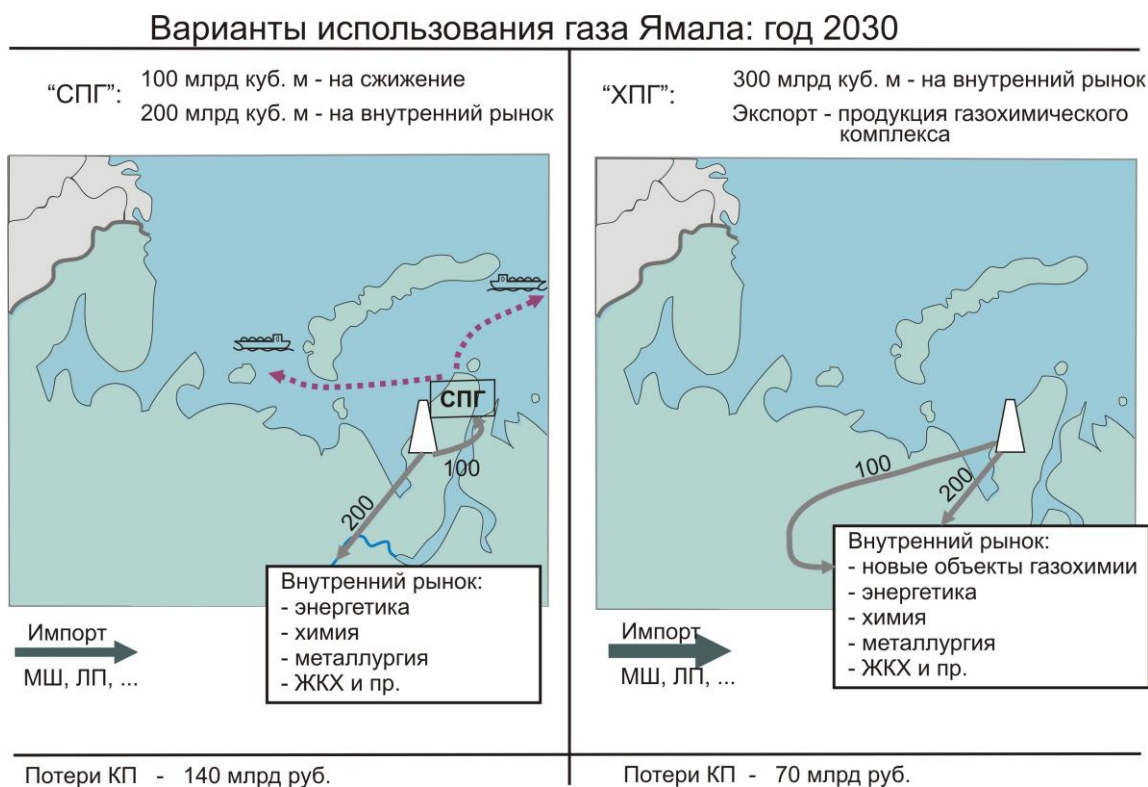 Варианты использования газа Ямала: год 2030
“СПГ”:
100 млрд куб. м - на сжижение
200 млрд куб. м - на внутренний рынок
СПГ
100
200
Внутренний рынок:
- энергетика
- химия
- металлургия
- ЖКХ и пр.
Импорт
МШ, ЛП, ...
Потери КП - 140 млрд руб.
“ХПГ”:
300 млрд куб. м - на внутренний рынок
Экспорт - продукция газохимического
комплекса
100
200
Внутренний рынок:
- новые объекты газохимии
- энергетика
- химия
- металлургия
- ЖКХ и пр.
Импорт
МШ, ЛП, ...
Потери КП - 70 млрд руб.